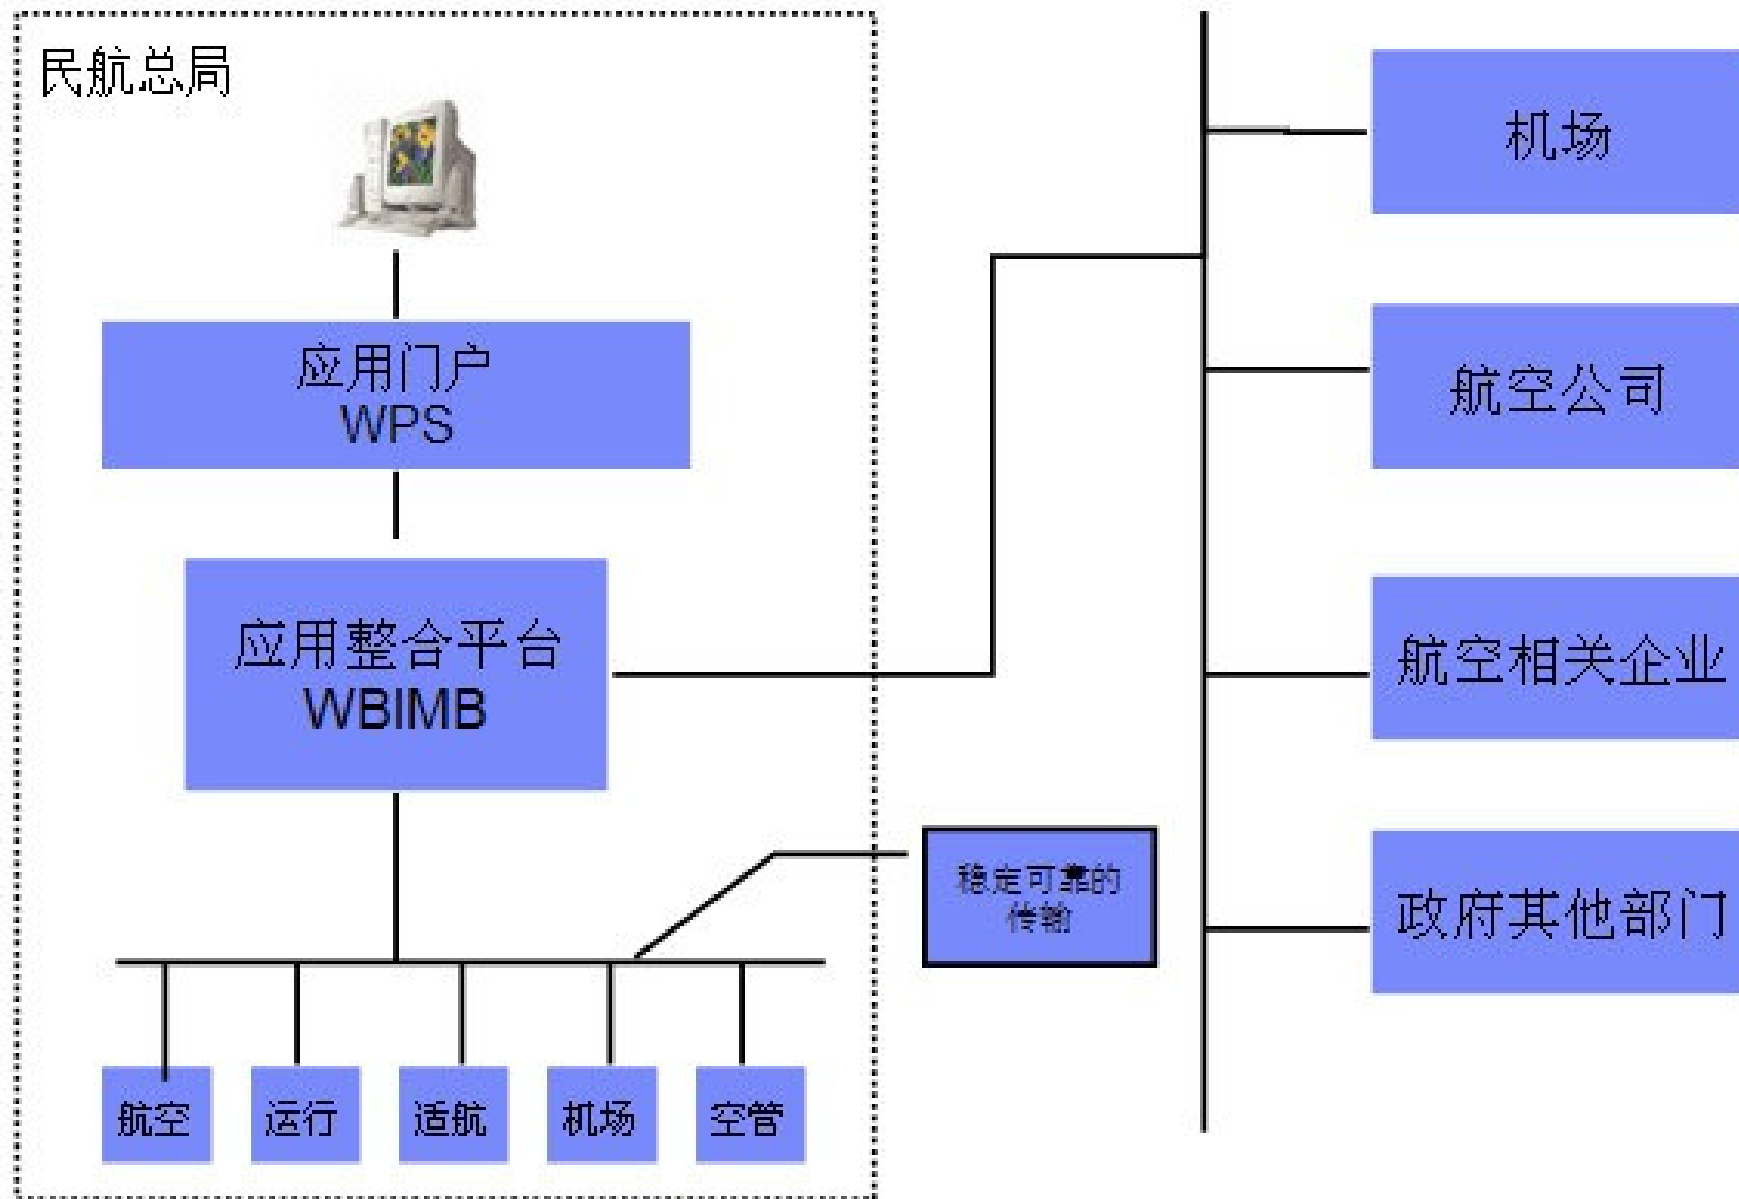 民航总局
应用门户
WPS
应用整合平台
WBIMB
稳定可靠的
传输
航空
运行
适航
机场
空管
机场
航空公司
航空相关企业
政府其他部门